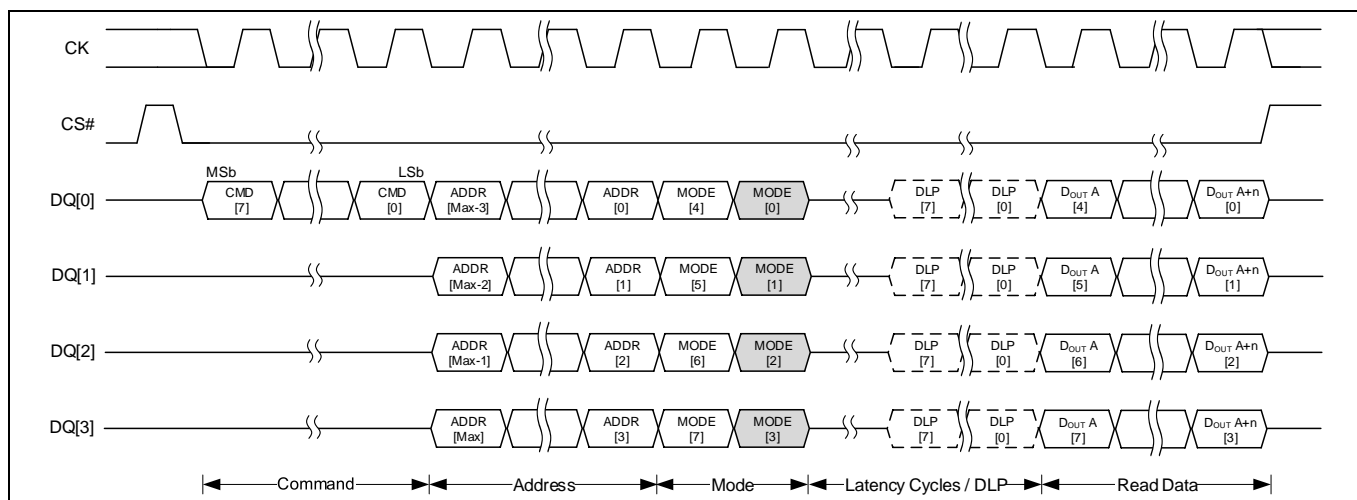 CK
CS#
MSb LSb
DQ[0] CMD [7] CMD [0] ADDR [Max-3] ADDR [0] MODE [4] MODE [0] DLP [7] DLP [0] DOUT A [4] DOUT A+n [0]
DQ[1] ADDR [Max-2] ADDR [1] MODE [5] MODE [1] DLP [7] DLP [0] DOUT A [5] DOUT A+n [1]
DQ[2] ADDR [Max-1] ADDR [2] MODE [6] MODE [2] DLP [7] DLP [0] DOUT A [6] DOUT A+n [2]
DQ[3] ADDR [Max] ADDR [3] MODE [7] MODE [3] DLP [7] DLP [0] DOUT A [7] DOUT A+n [3]
Command Address Mode Latency Cycles / DLP Read Data